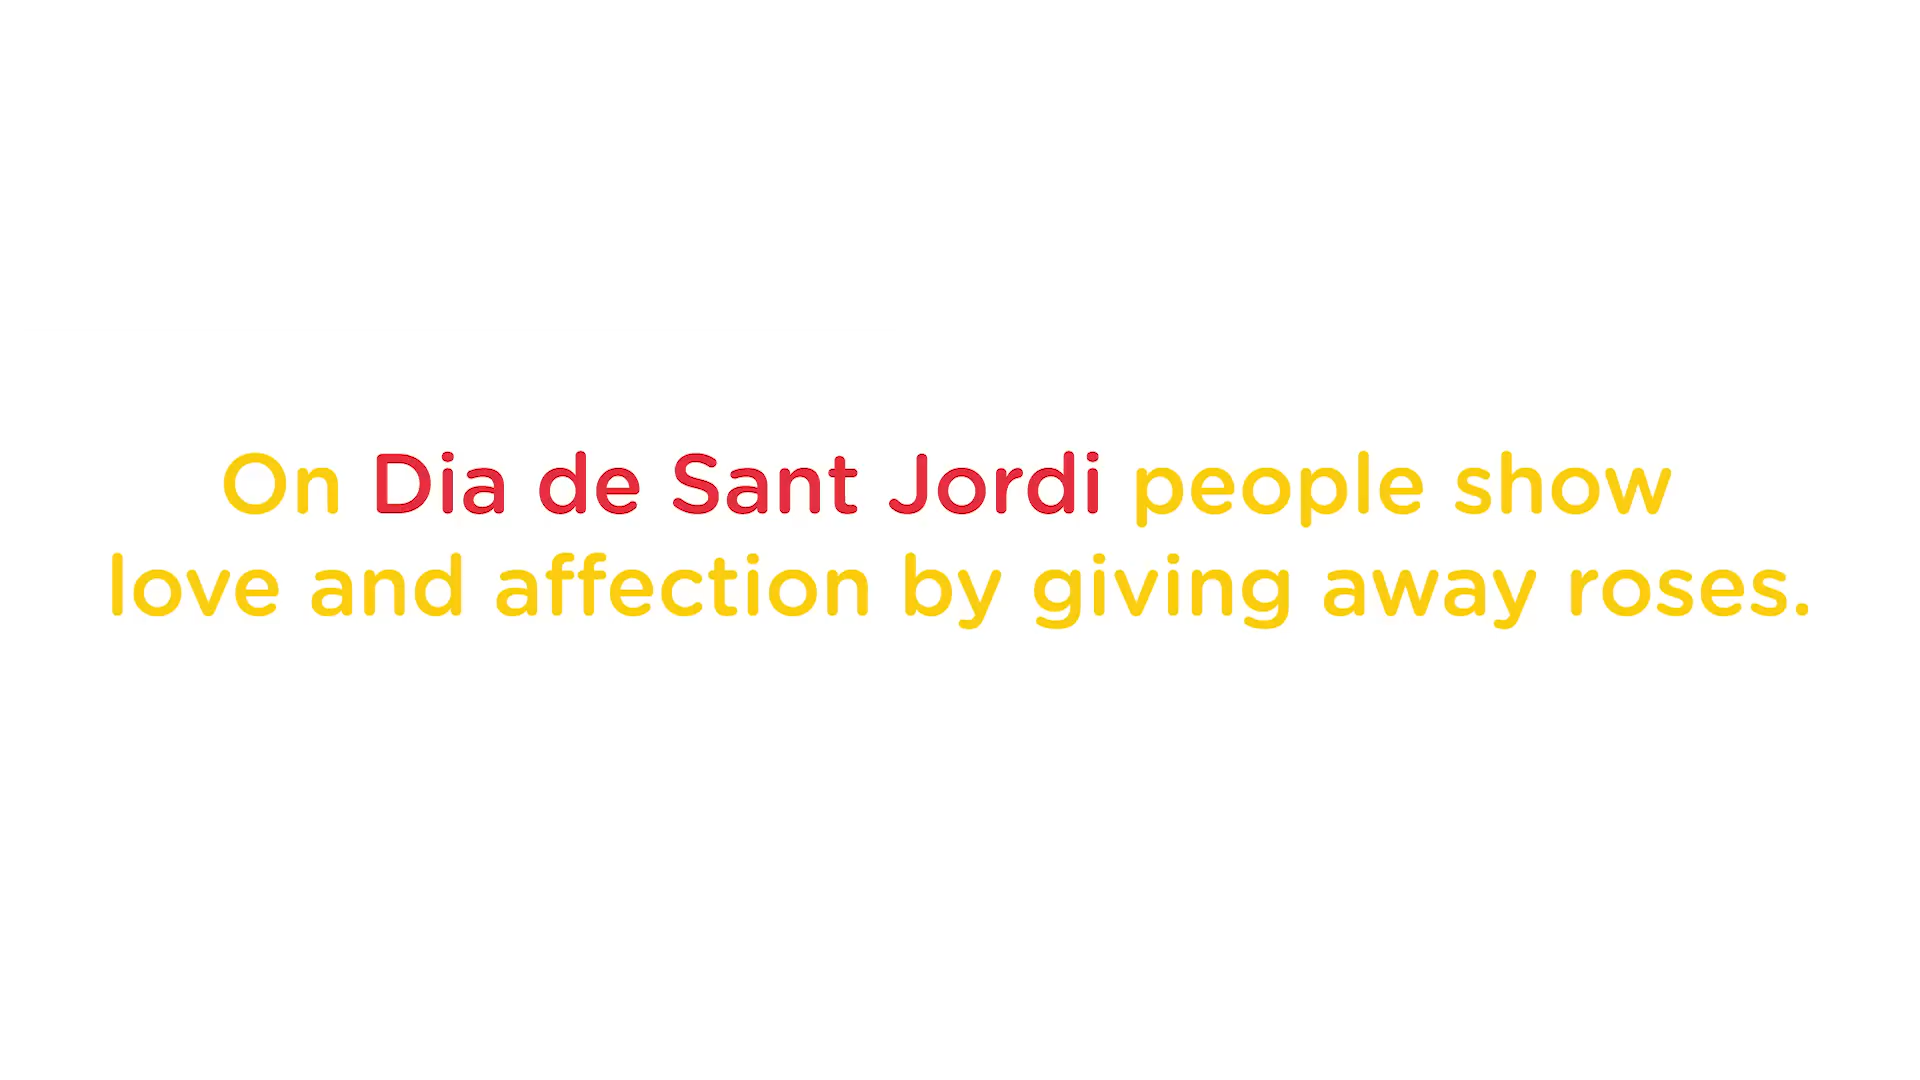 On Dia de Sant Jordi people show
love and affection by giving away roses.